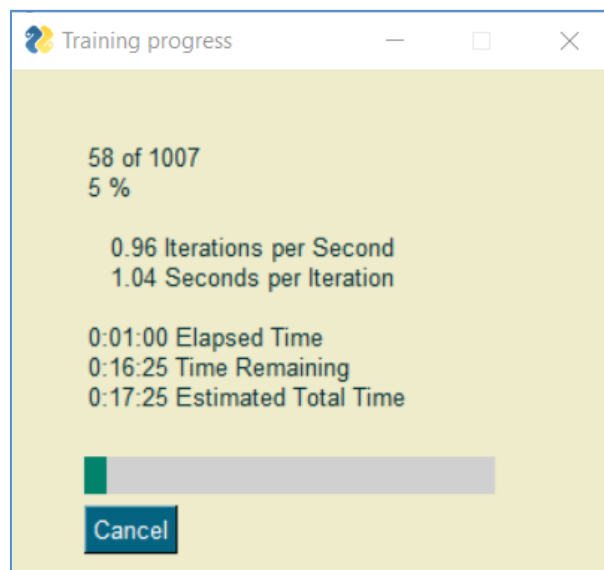 Training progress
58 of 1007
5 %
0.96 Iterations per Second
1.04 Seconds per Iteration
0:01:00 Elapsed Time
0:16:25 Time Remaining
0:17:25 Estimated Total Time
Cancel